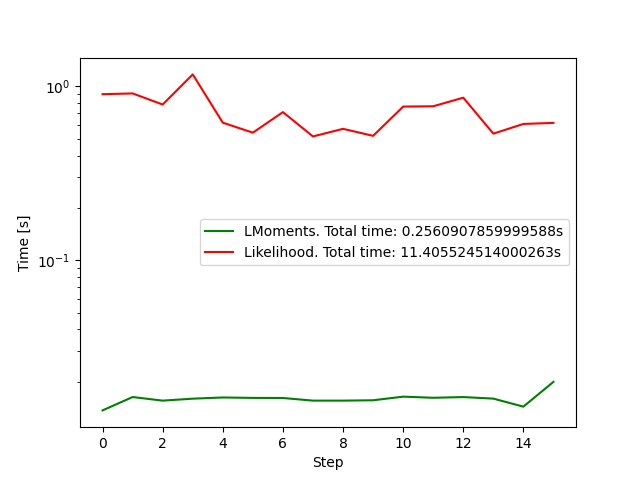 10⁰
10⁻¹
Time [s]
LMoments. Total time: 0.2560907859999588s
Likelihood. Total time: 11.405524514000263s
0 2 4 6 8 10 12 14
Step